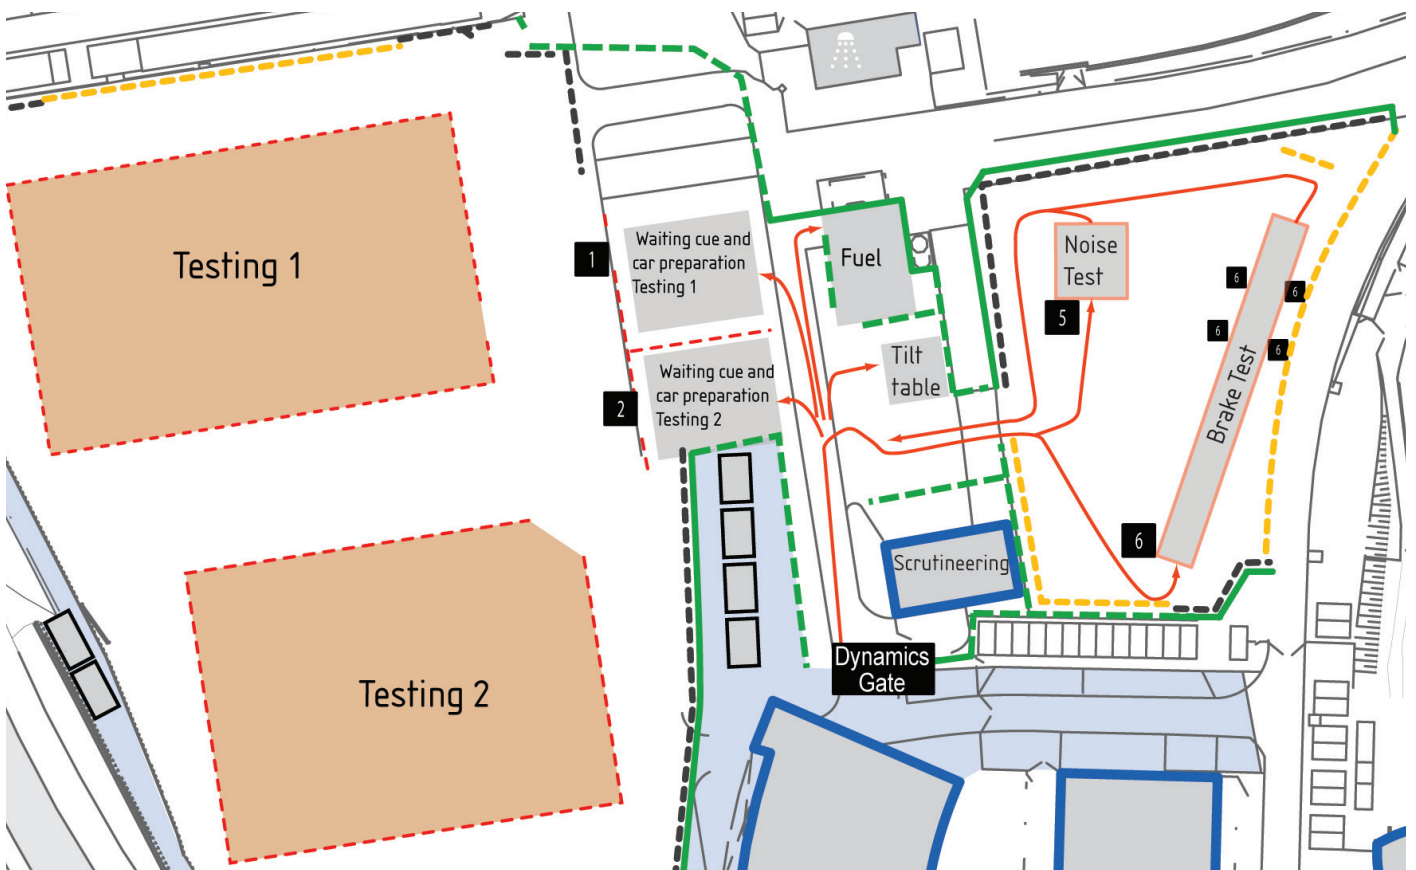 Testing 1
1
Waiting cue and
car preparation
Testing 1
Fuel
Noise
Test
5
6
6
6
6
Brake Test
2
Waiting cue and
car preparation
Testing 2
Tilt
table
6
Scrutineering
Dynamics
Gate
Testing 2